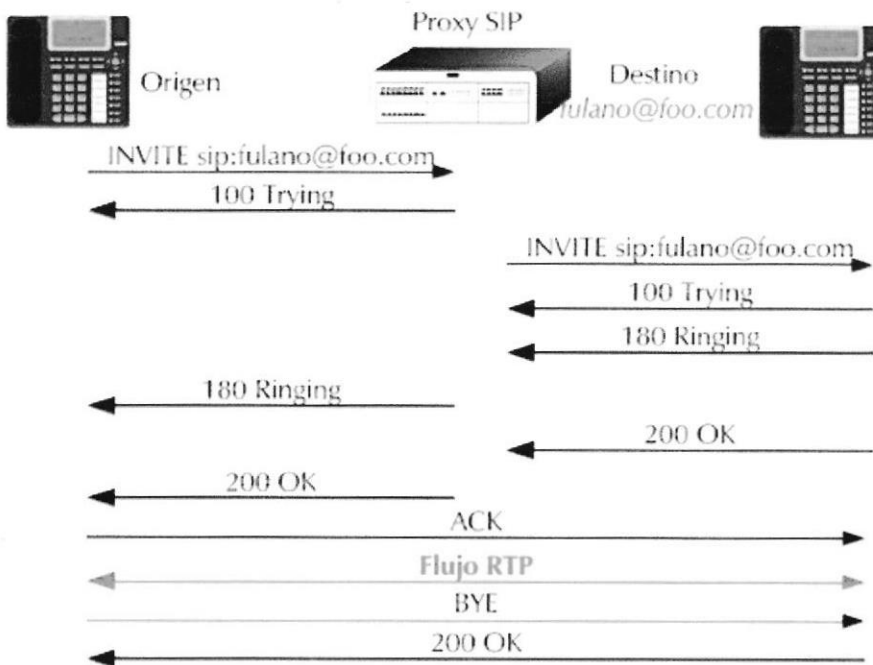 Proxy SIP
Origen
Destino
fulano@foo.com
INVITE sip:fulano@foo.com
100 Trying
INVITE sip:fulano@foo.com
100 Trying
180 Ringing
180 Ringing
200 OK
200 OK
ACK
Flujo RTP
BYE
200 OK